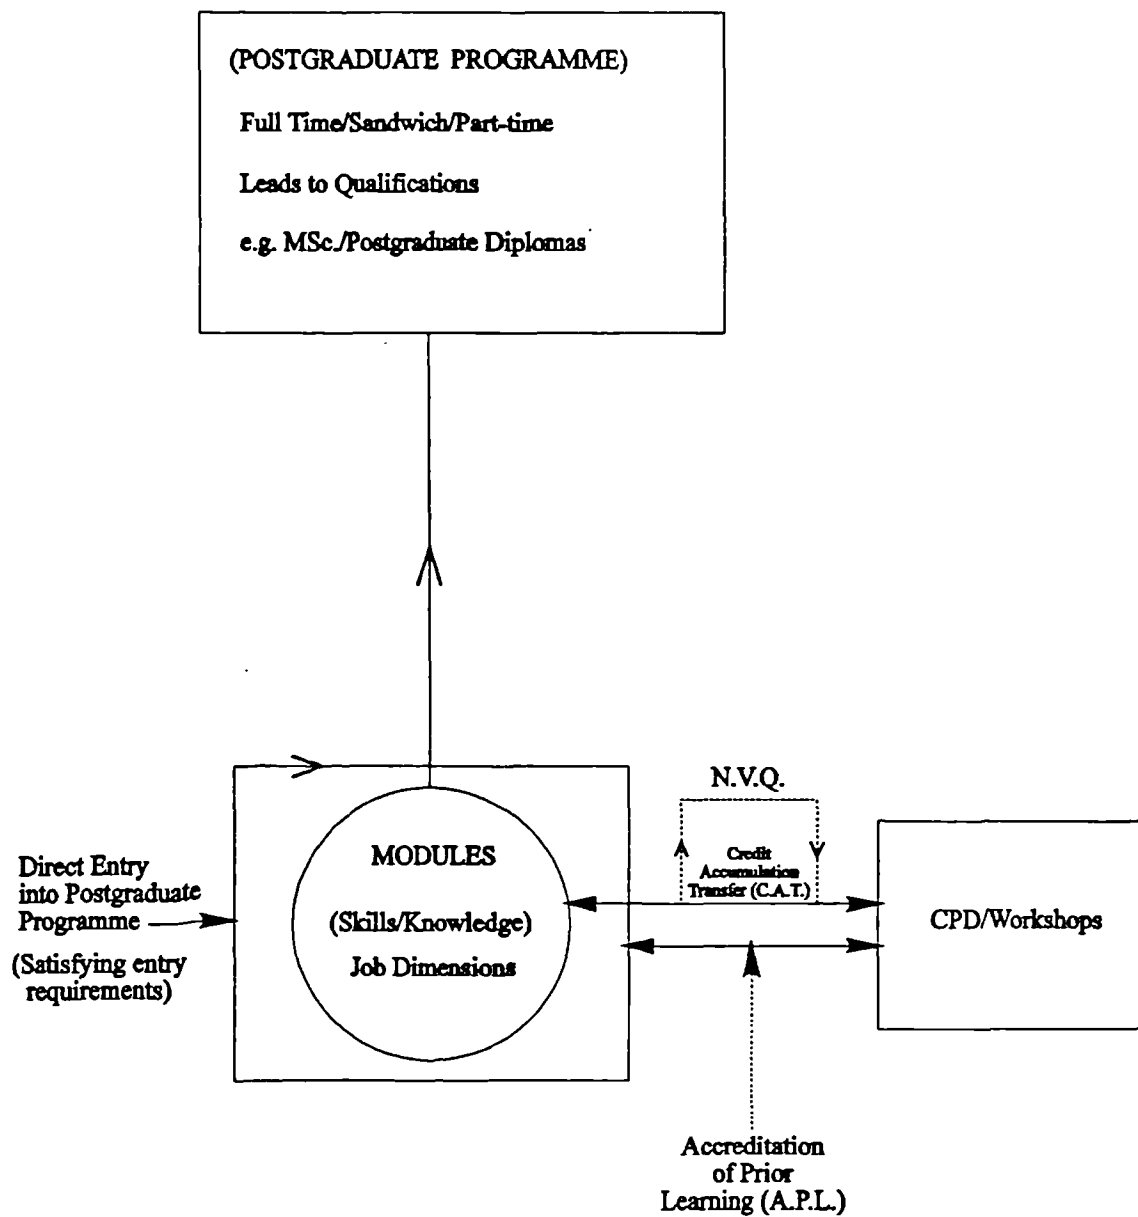 (POSTGRADUATE PROGRAMME)
Full Time/Sandwich/Part-time
Leads to Qualifications
e.g. MSc./Postgraduate Diplomas
N.V.Q.
Credit
Accumulation
Transfer (C.A.T.)
Direct Entry
into Postgraduate
Programme
(Satisfying entry
requirements)
MODULES
(Skills/Knowledge)
Job Dimensions
CPD/Workshops
Accreditation
of Prior
Learning (A.P.L.)